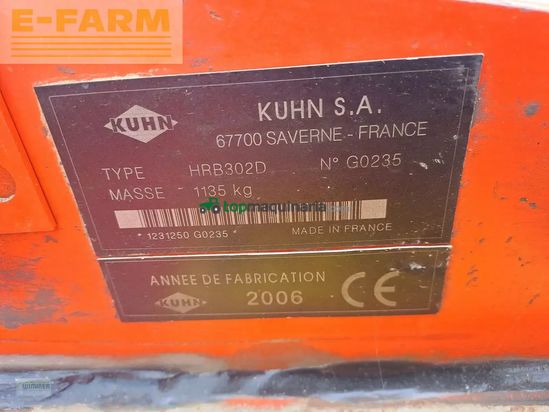 E-FARM
KUHN
KUHN S.A.
67700 SAVERNE - FRANCE
TYPE HRB302D N° G0235
MASSE 1135 kg
topmaquinaria
* 1231250 G0235 * MADE IN FRANCE
ANNEE DE FABRICATION
KUHN 2006 CE
WIMMER